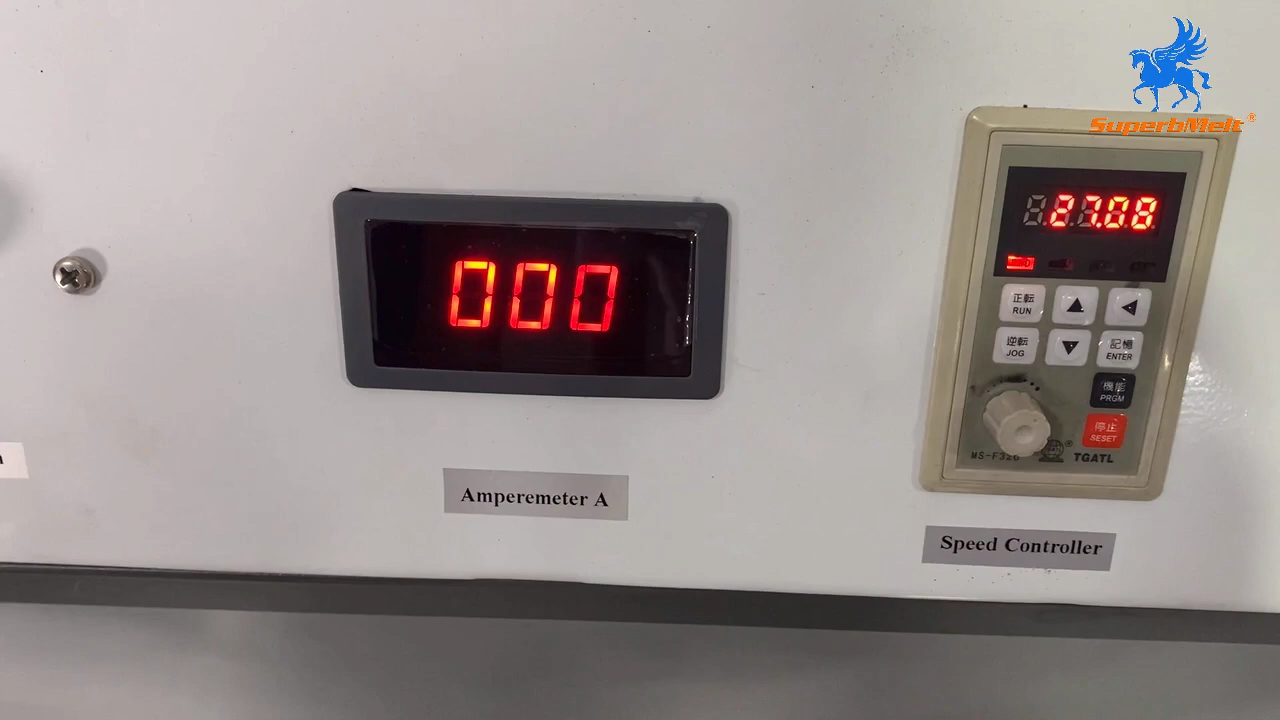 SuperbMelt®
27.08
000
正転
RUN
逆転
JOG
記憶
ENTER
機能
PRGM
停止
SESET
TGATL
Amperemeter A
Speed Controller